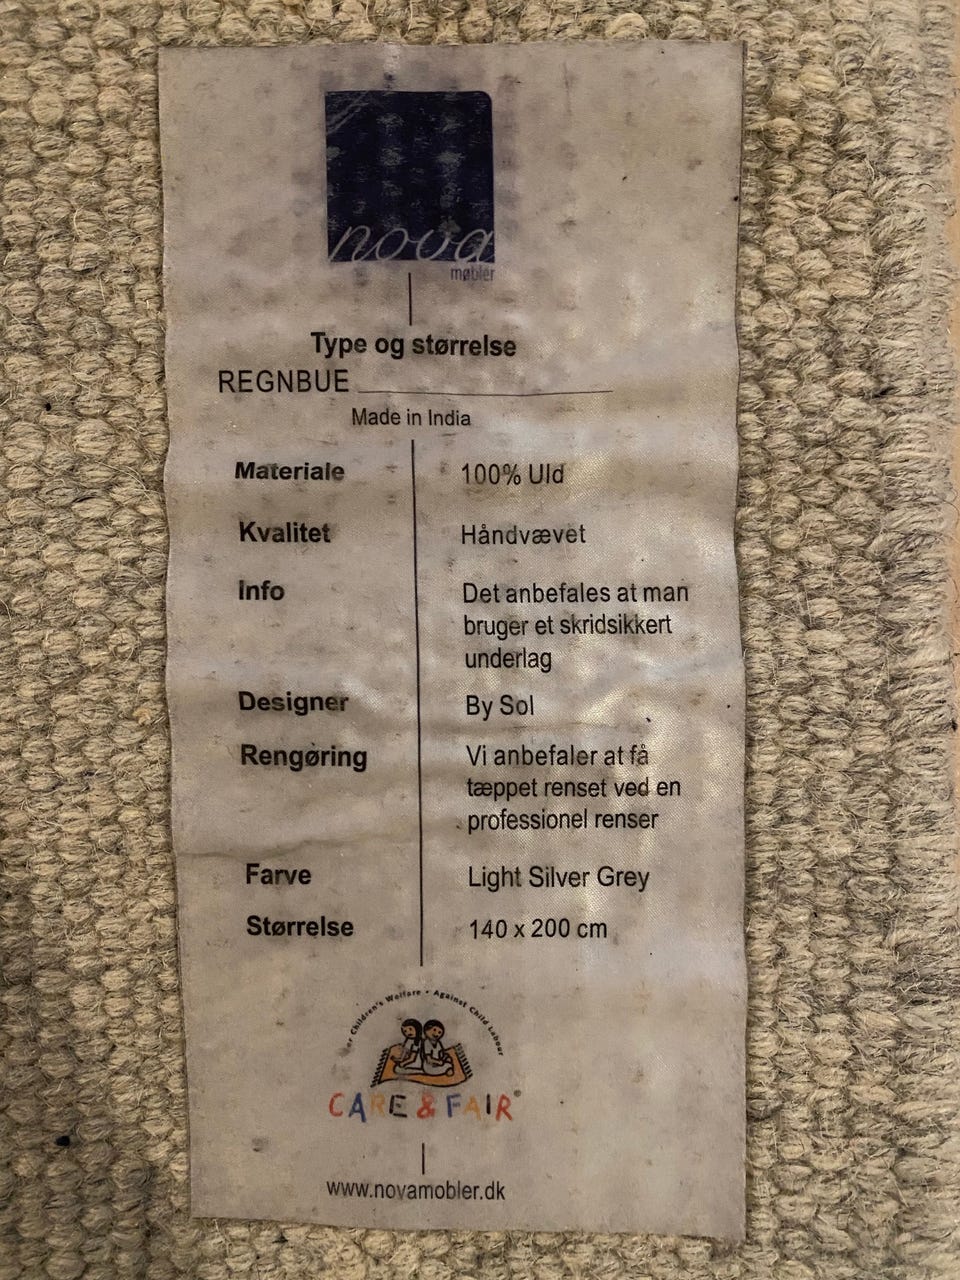 nova
møbler
Type og størrelse
REGNBUE
Made in India
Materiale 100% Uld
Kvalitet Håndvævet
Info Det anbefales at man
bruger et skridsikkert
underlag
Designer By Sol
Rengøring Vi anbefaler at få
tæppet renset ved en
professionel renser
Farve Light Silver Grey
Størrelse 140 x 200 cm
or Children's Welfare • Against Child Labour
CARE & FAIR®
www.novamobler.dk